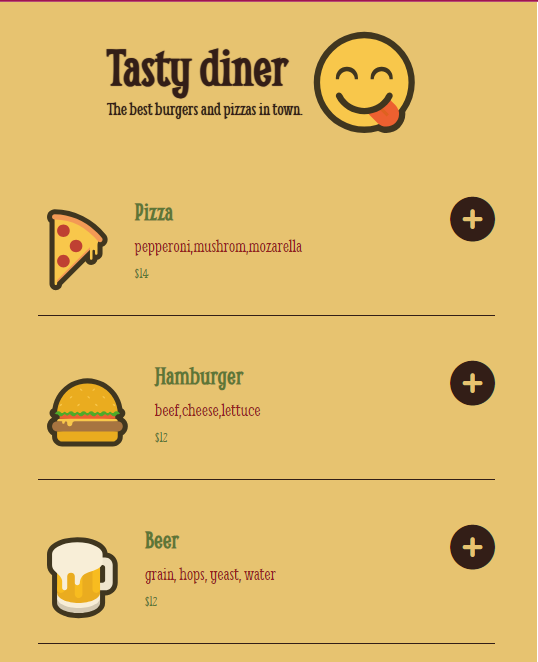 Tasty diner
The best burgers and pizzas in town.
Pizza
pepperoni,mushrom,mozarella
$14
Hamburger
beef,cheese,lettuce
$12
Beer
grain, hops, yeast, water
$12